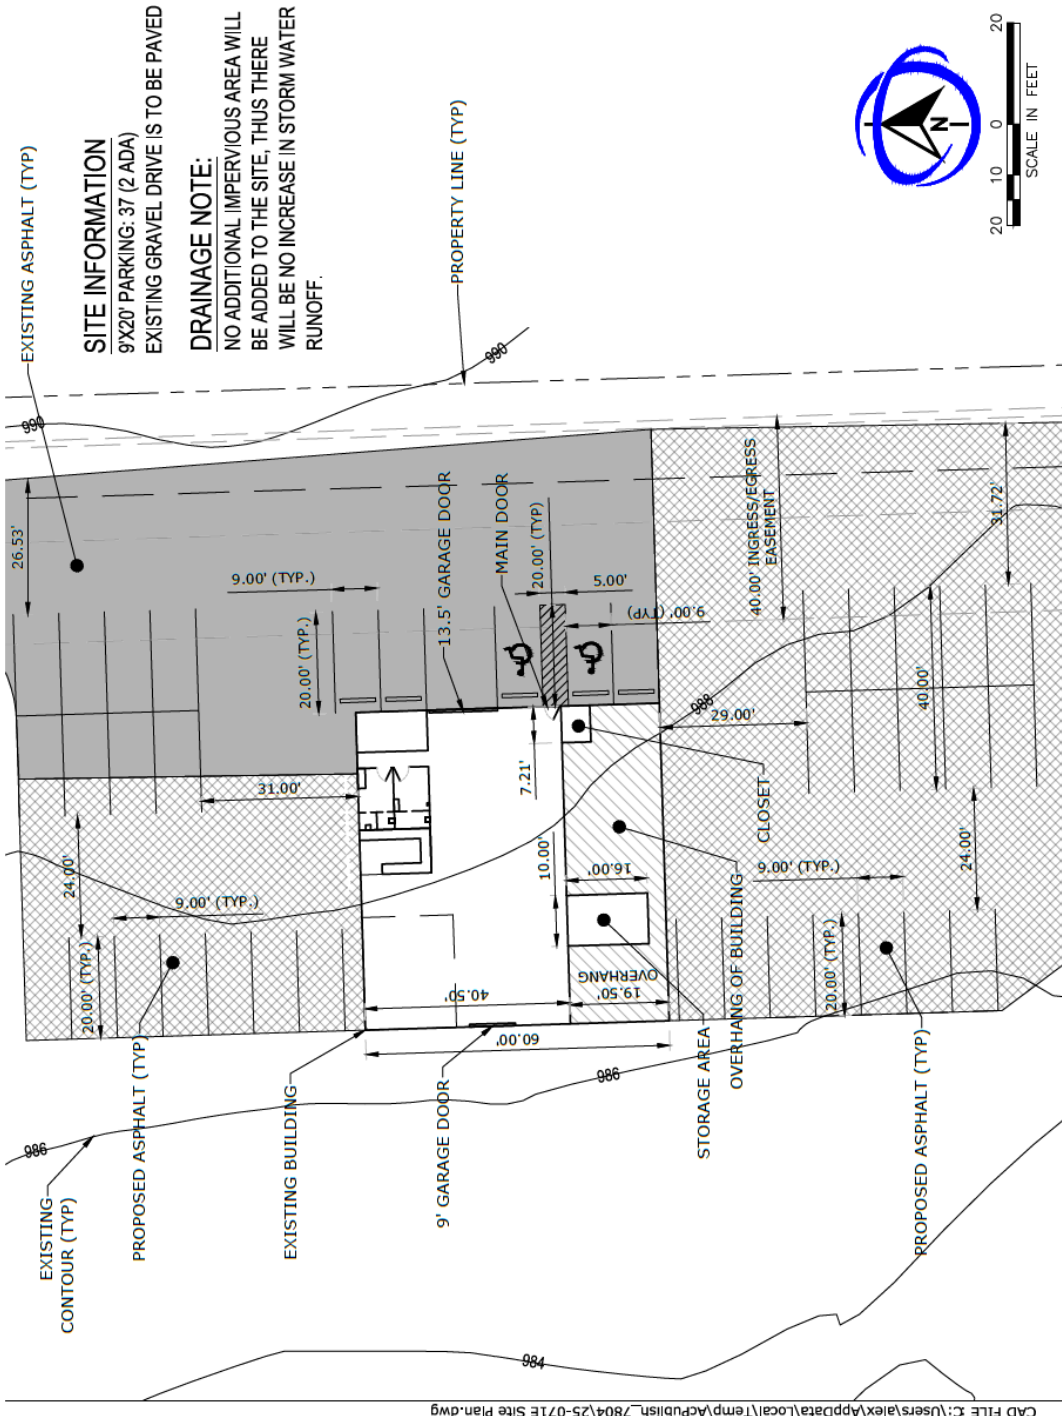 SITE INFORMATION
9'X20' PARKING: 37 (2 ADA)
EXISTING GRAVEL DRIVE IS TO BE PAVED
DRAINAGE NOTE:
NO ADDITIONAL IMPERVIOUS AREA WILL
BE ADDED TO THE SITE, THUS THERE
WILL BE NO INCREASE IN STORM WATER
RUNOFF.
EXISTING ASPHALT (TYP)
PROPERTY LINE (TYP)
N
20
10
0
20
SCALE IN FEET
990
990
26.53'
9.00' (TYP.)
20.00' (TYP.)
13.5' GARAGE DOOR
MAIN DOOR
20.00' (TYP)
5.00'
9.00' (TYP)
40.00' INGRESS/EGRESS
EASEMENT
31.72'
988
29.00'
40.00'
31.00'
7.21'
CLOSET
24.00'
9.00' (TYP.)
20.00' (TYP.)
10.00'
16.00'
9.00' (TYP.)
24.00'
20.00' (TYP.)
OVERHANG
19.50'
40.50'
60.00'
OVERHANG OF BUILDING
STORAGE AREA
986
986
EXISTING
CONTOUR (TYP)
PROPOSED ASPHALT (TYP)
EXISTING BUILDING
9' GARAGE DOOR
PROPOSED ASPHALT (TYP)
984
CAD FILE :C:\Users\alex\AppData\Local\Temp\AcPublish_7804\25-071E Site Plan.dwg